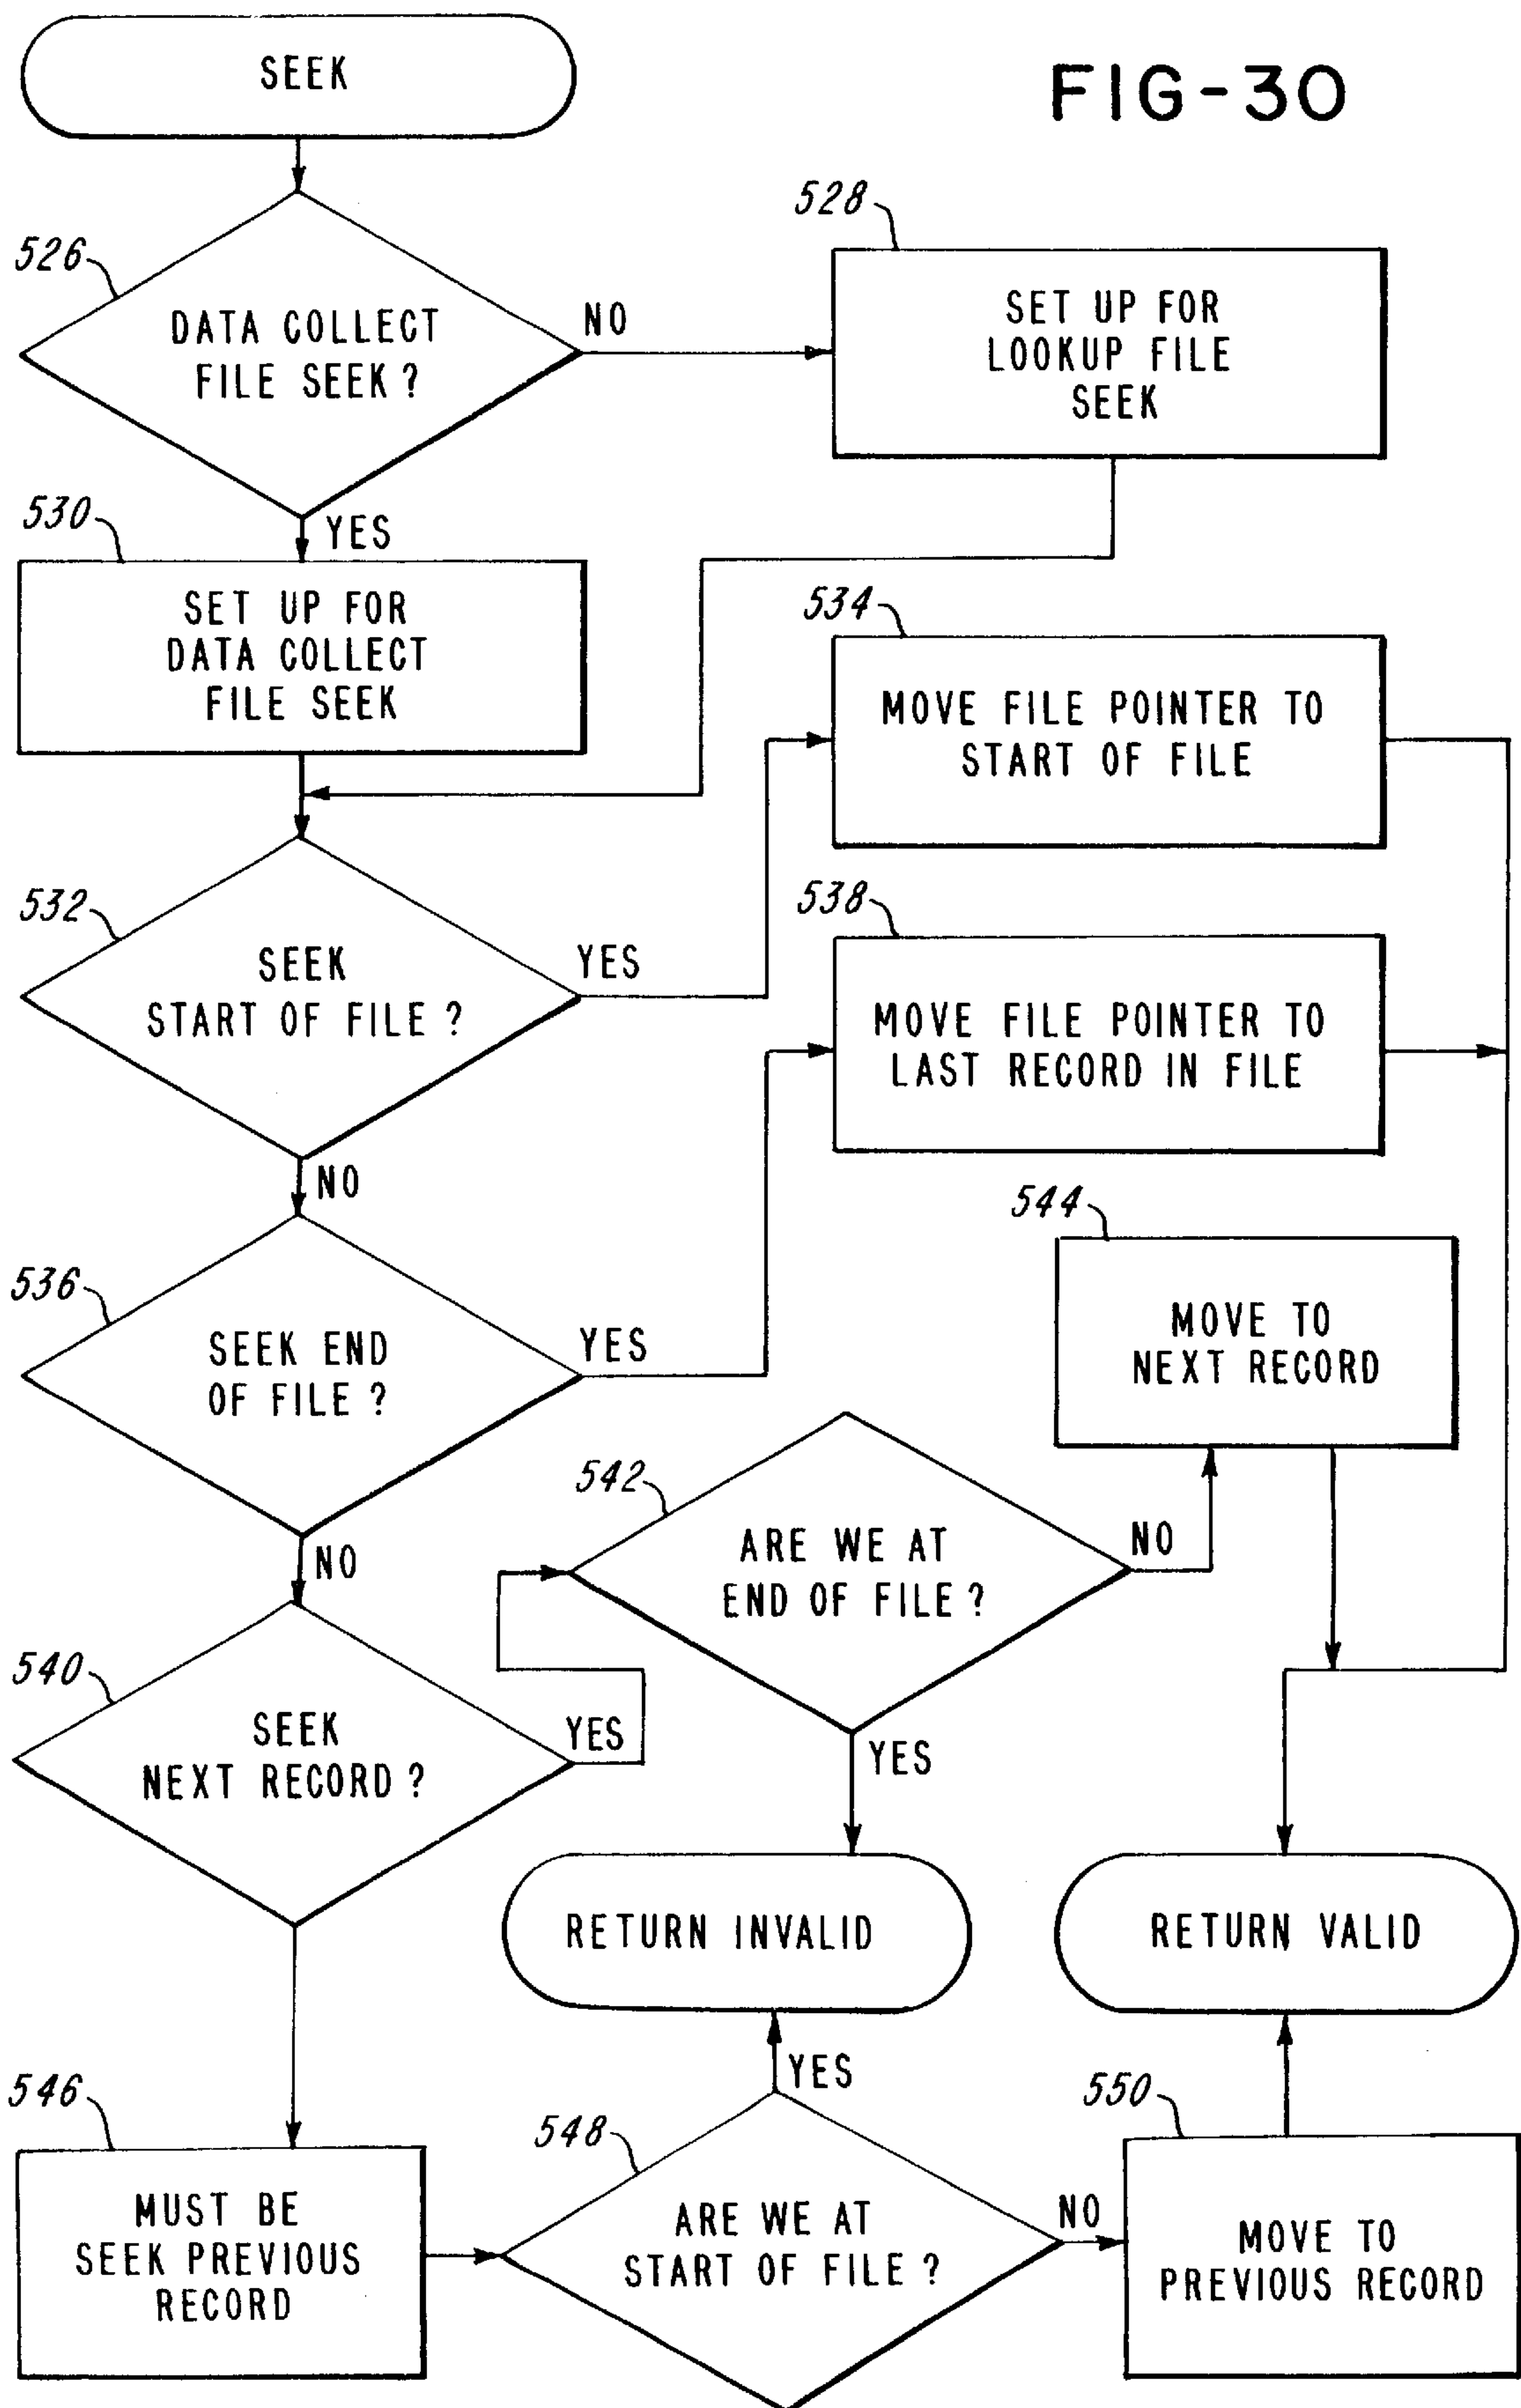 SEEK
FIG-30
526
DATA COLLECT
FILE SEEK ?
NO
528
SET UP FOR
LOOKUP FILE
SEEK
YES
530
SET UP FOR
DATA COLLECT
FILE SEEK
534
MOVE FILE POINTER TO
START OF FILE
532
SEEK
START OF FILE ?
YES
538
MOVE FILE POINTER TO
LAST RECORD IN FILE
NO
536
SEEK END
OF FILE ?
YES
544
MOVE TO
NEXT RECORD
542
ARE WE AT
END OF FILE ?
NO
YES
NO
540
SEEK
NEXT RECORD ?
YES
RETURN INVALID
RETURN VALID
546
MUST BE
SEEK PREVIOUS
RECORD
548
ARE WE AT
START OF FILE ?
YES
NO
550
MOVE TO
PREVIOUS RECORD